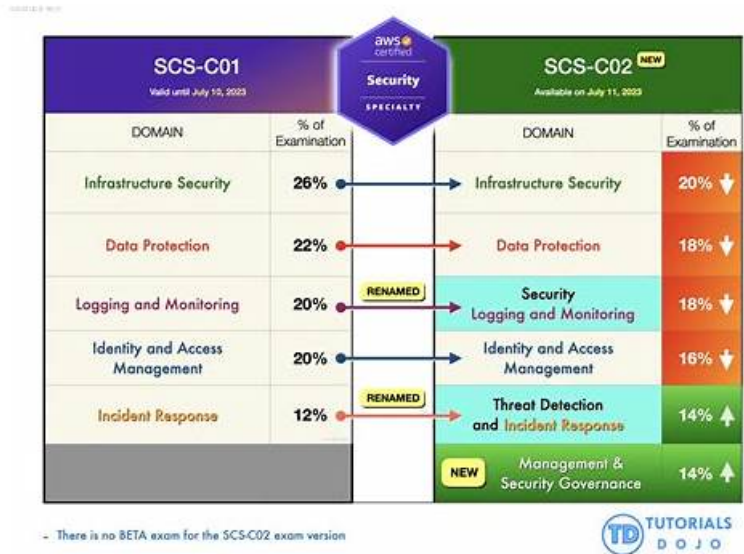 aws
certified
Security
SPECIALTY
SCS-C01
Valid until July 10, 2023
SCS-C02 NEW
Available on July 11, 2023
DOMAIN
% of
Examination
DOMAIN
% of
Examination
Infrastructure Security 26% Infrastructure Security 20%
Data Protection 22% Data Protection 18%
Logging and Monitoring 20% RENAMED Security
Logging and Monitoring 18%
Identity and Access
Management 20% Identity and Access
Management 16%
Incident Response 12% RENAMED Threat Detection
and Incident Response 14%
NEW Management &
Security Governance 14%
- There is no BETA exam for the SCS-C02 exam version
TD TUTORIALS
DOJO